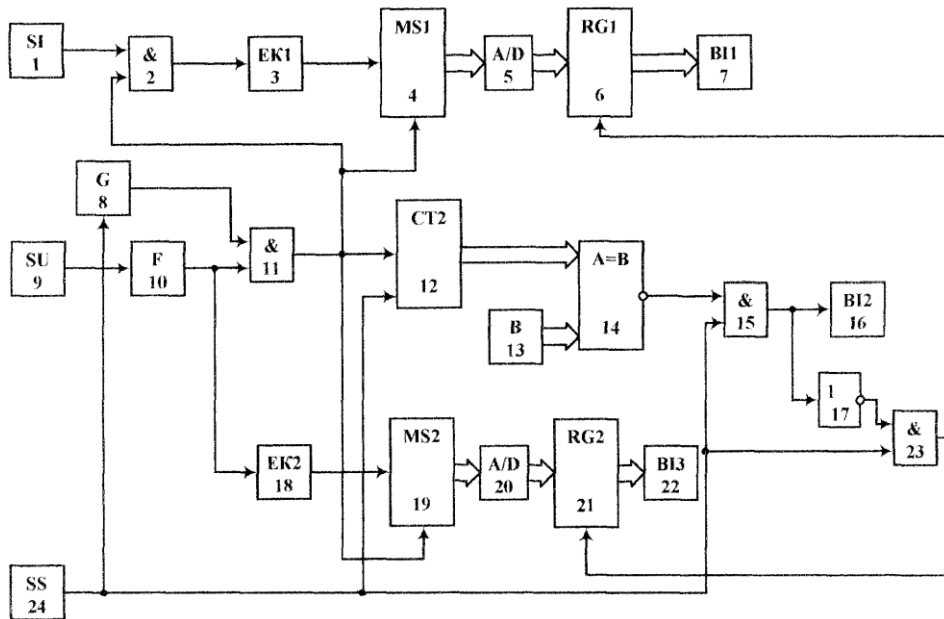 SI
1
&
2
EK1
3
MS1
4
A/D
5
RG1
6
BI1
7
G
8
SU
9
F
10
&
11
CT2
12
B
13
A=B
14
&
15
BI2
16
1
17
EK2
18
MS2
19
A/D
20
RG2
21
BI3
22
&
23
SS
24